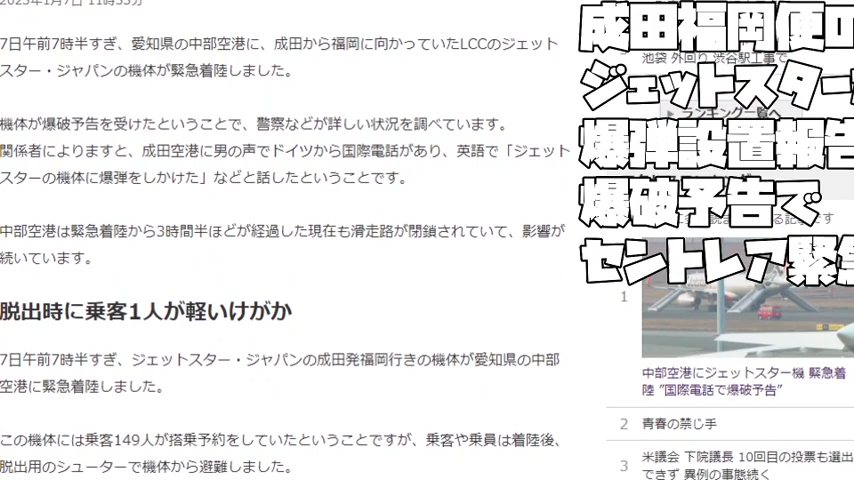 2023年1月7日 11時33分
7日午前7時半すぎ、愛知県の中部空港に、成田から福岡に向かっていたLCCのジェット
スター・ジャパンの機体が緊急着陸しました。
機体が爆破予告を受けたということで、警察などが詳しい状況を調べています。
関係者によりますと、成田空港に男の声でドイツから国際電話があり、英語で「ジェット
スターの機体に爆弾をしかけた」などと話したということです。
中部空港は緊急着陸から3時間半ほどが経過した現在も滑走路が閉鎖されていて、影響が
続いています。
脱出時に乗客1人が軽いけがか
7日午前7時半すぎ、ジェットスター・ジャパンの成田発福岡行きの機体が愛知県の中部
空港に緊急着陸しました。
この機体には乗客149人が搭乗予約をしていたということですが、乗客や乗員は着陸後、
脱出用のシューターで機体から避難しました。
成田福岡便の
ジェットスター
爆弾設置報告
爆破予告で
セントレア緊急
池袋 外回り 渋谷駅工事で
ランキング一覧へ
1
中部空港にジェットスター機 緊急着
陸 ”国際電話で爆破予告”
2 青春の禁じ手
3 米議会 下院議長 10回目の投票も選出
できず 異例の事態続く